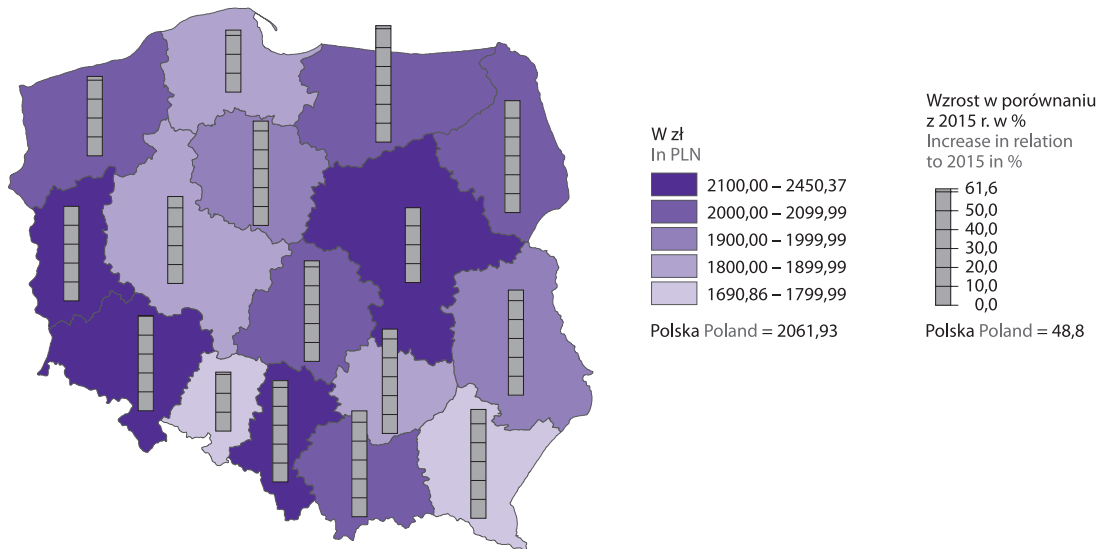 W zł
In PLN
2100,00 – 2450,37
2000,00 – 2099,99
1900,00 – 1999,99
1800,00 – 1899,99
1690,86 – 1799,99
Polska Poland = 2061,93
Wzrost w porównaniu
z 2015 r. w %
Increase in relation
to 2015 in %
61,6
50,0
40,0
30,0
20,0
10,0
0,0
Polska Poland = 48,8